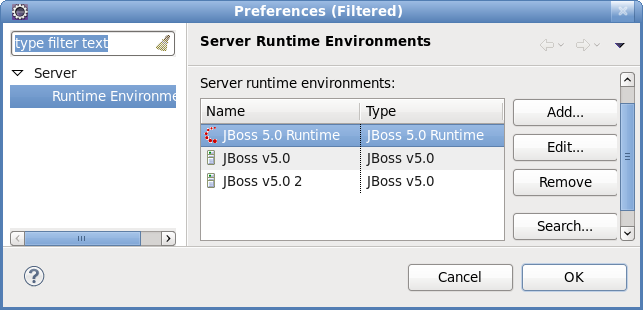 Preferences (Filtered)
type filter text
Server
Runtime Environme
Server Runtime Environments
Server runtime environments:
Name Type
JBoss 5.0 Runtime JBoss 5.0 Runtime
JBoss v5.0 JBoss v5.0
JBoss v5.0 2 JBoss v5.0
Add...
Edit...
Remove
Search...
?
Cancel OK